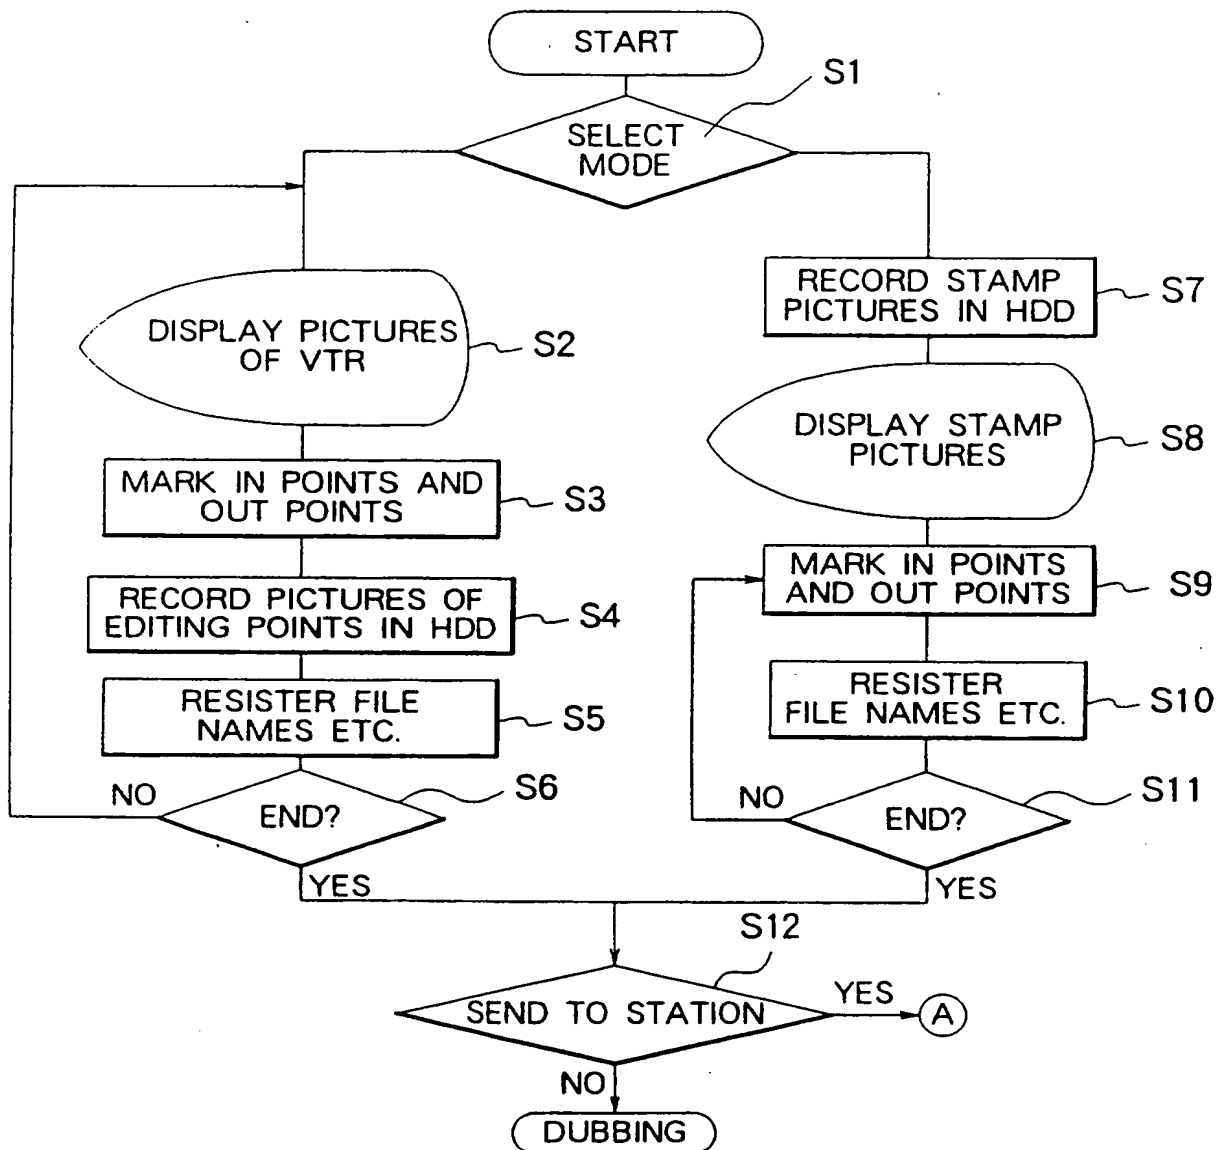 START
S1
SELECT
MODE
DISPLAY PICTURES
OF VTR
S2
MARK IN POINTS AND
OUT POINTS
S3
RECORD PICTURES OF
EDITING POINTS IN HDD
S4
RESISTER FILE
NAMES ETC.
S5
S6
NO
END?
YES
RECORD STAMP
PICTURES IN HDD
S7
DISPLAY STAMP
PICTURES
S8
MARK IN POINTS
AND OUT POINTS
S9
RESISTER
FILE NAMES ETC.
S10
S11
NO
END?
YES
S12
SEND TO STATION
YES
A
NO
DUBBING